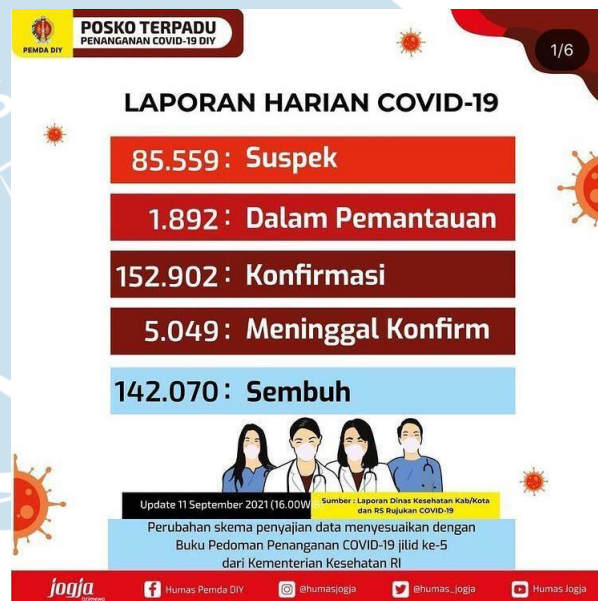 POSKO TERPADU
PENANGANAN COVID-19 DIY
PEMDA DIY
1/6
LAPORAN HARIAN COVID-19
85.559: Suspek
1.892: Dalam Pemantauan
152.902: Konfirmasi
5.049: Meninggal Konfirm
142.070: Sembuh
Update 11 September 2021 (16.00W
Sumber : Laporan Dinas Kesehatan Kab/Kota
dan RS Rujukan COVID-19
Perubahan skema penyajian data menyesuaikan dengan
Buku Pedoman Penanganan COVID-19 jilid ke-5
dari Kementerian Kesehatan RI
jogja
istimewa
Humas Pemda DIY
@humasjogja
@humas_jogja
Humas Jogja